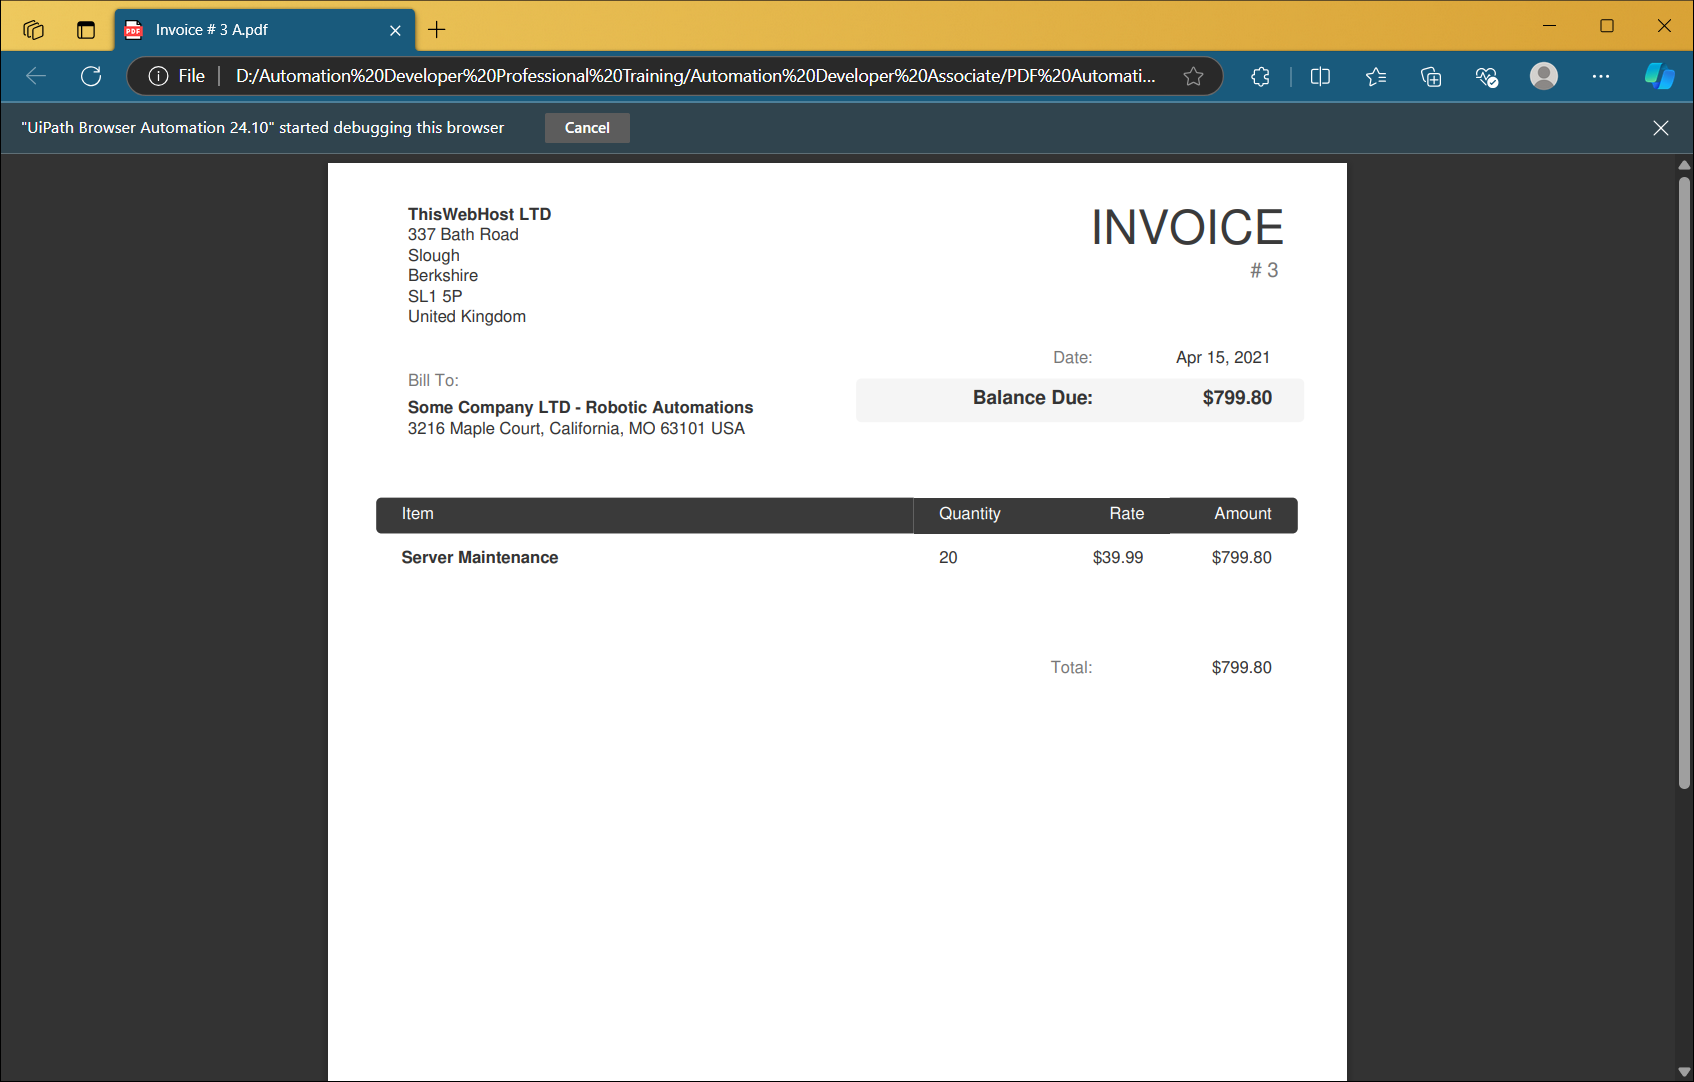 Invoice # 3 A.pdf
File
D:/Automation%20Developer%20Professional%20Training/Automation%20Developer%20Associate/PDF%20Automati...
"UiPath Browser Automation 24.10" started debugging this browser
Cancel
ThisWebHost LTD
337 Bath Road
Slough
Berkshire
SL1 5P
United Kingdom
INVOICE
# 3
Date: Apr 15, 2021
Balance Due: $799.80
Bill To:
Some Company LTD - Robotic Automations
3216 Maple Court, California, MO 63101 USA
Item Quantity Rate Amount
Server Maintenance 20 $39.99 $799.80
Total: $799.80